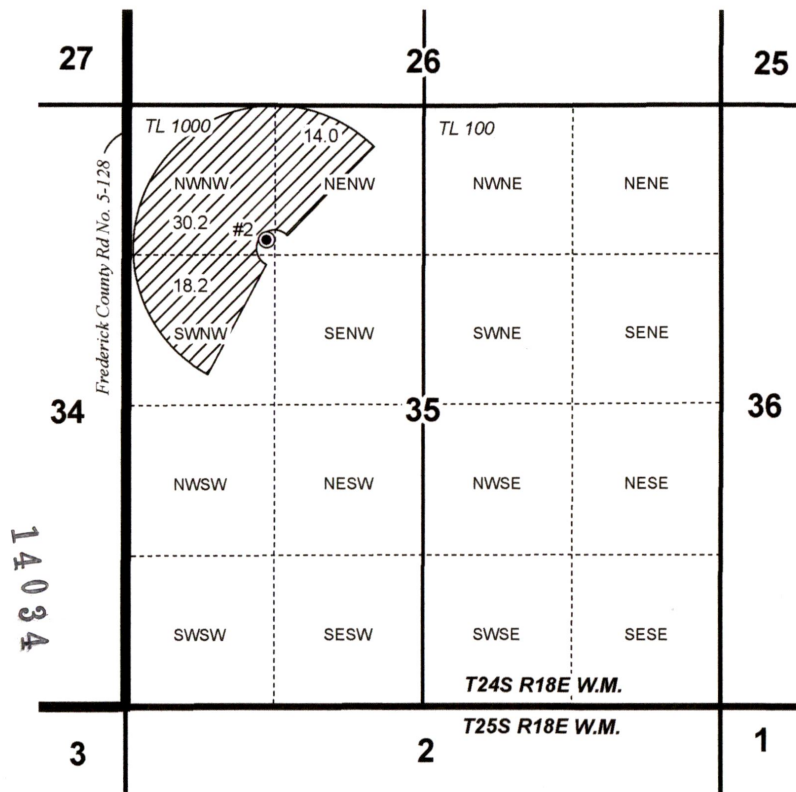 27
26
25
TL 1000
14.0
TL 100
Frederick County Rd No. 5-128
NWNW
NENW
NWNE
NENE
30.2
#2
18.2
SWNW
SENW
SWNE
SENE
34
35
36
NWSW
NESW
NWSE
NESE
14034
SWSW
SESW
SWSE
SESE
T24S R18E W.M.
T25S R18E W.M.
3
2
1